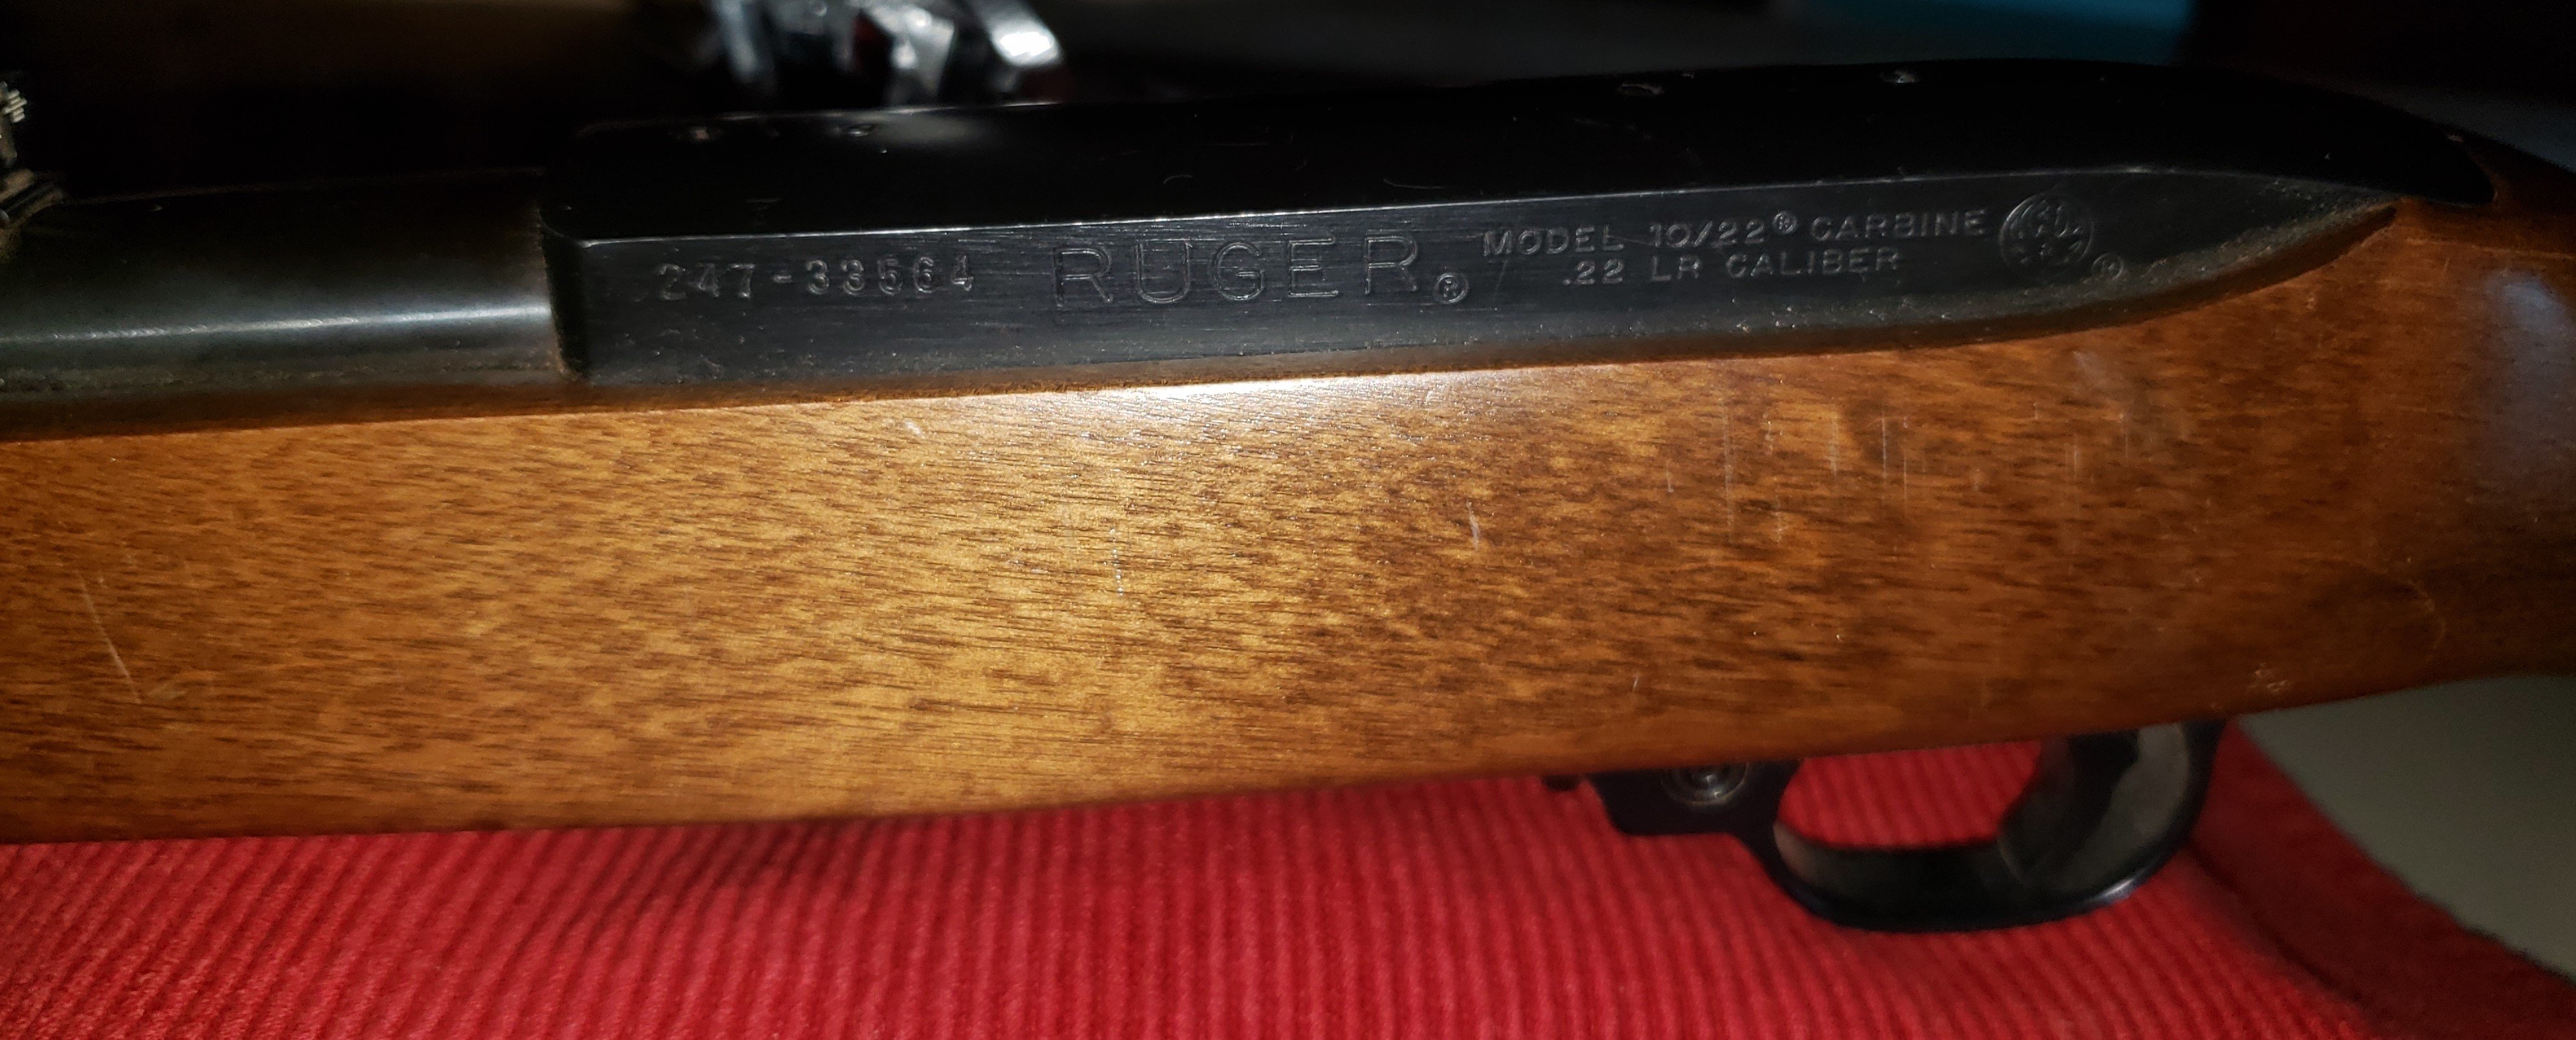 247-33564 RUGER® MODEL 10/22® CARBINE
.22 LR CALIBER
®